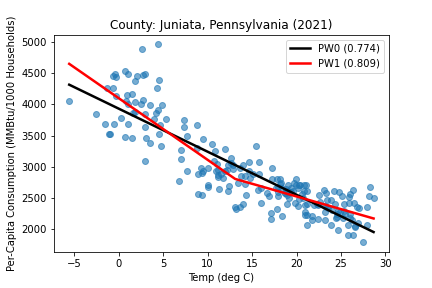 County: Juniata, Pennsylvania (2021)
Per-Capita Consumption (MMBtu/1000 Households)
5000
4500
4000
3500
3000
2500
2000
PW0 (0.774)
PW1 (0.809)
−5 0 5 10 15 20 25 30
Temp (deg C)